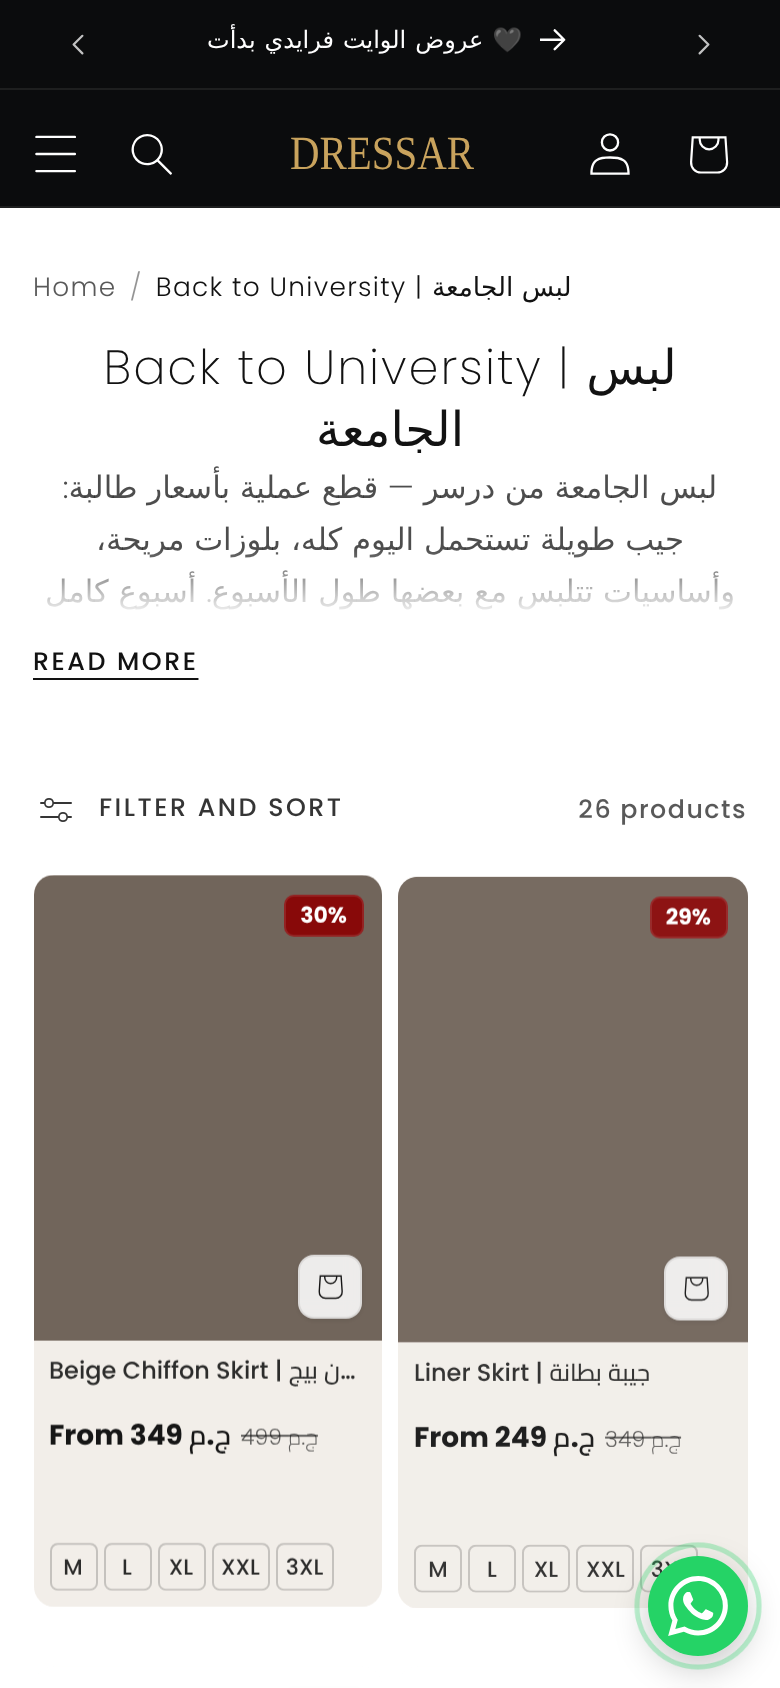 عروض الوايت فرايدي بدأت 🖤 →
DRESSAR
Home / Back to University | لبس الجامعة
Back to University | لبس
الجامعة
لبس الجامعة من درسر — قطع عملية بأسعار طالبة:
جيب طويلة تستحمل اليوم كله، بلوزات مريحة،
وأساسيات تتلبس مع بعضها طول الأسبوع. أسبوع كامل
READ MORE
FILTER AND SORT
26 products
30%
29%
Beige Chiffon Skirt | ن بيج...
From 349 ج.م 499 ج.م
M L XL XXL 3XL
Liner Skirt | جيبة بطانة
From 249 ج.م 349 ج.م
M L XL XXL